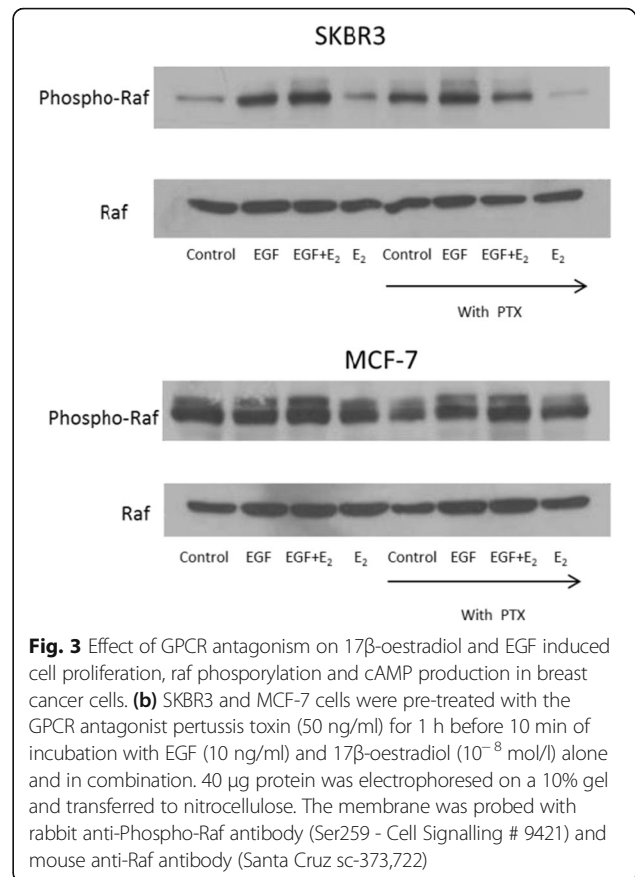 SKBR3
Phospho-Raf
Raf
Control EGF EGF+E₂ E₂ Control EGF EGF+E₂ E₂
With PTX
MCF-7
Phospho-Raf
Raf
Control EGF EGF+E₂ E₂ Control EGF EGF+E₂ E₂
With PTX
Fig. 3 Effect of GPCR antagonism on 17β-oestradiol and EGF induced
cell proliferation, raf phosporylation and cAMP production in breast
cancer cells. (b) SKBR3 and MCF-7 cells were pre-treated with the
GPCR antagonist pertussis toxin (50 ng/ml) for 1 h before 10 min of
incubation with EGF (10 ng/ml) and 17β-oestradiol (10⁻⁸ mol/l) alone
and in combination. 40 μg protein was electrophoresed on a 10% gel
and transferred to nitrocellulose. The membrane was probed with
rabbit anti-Phospho-Raf antibody (Ser259 - Cell Signalling # 9421) and
mouse anti-Raf antibody (Santa Cruz sc-373,722)